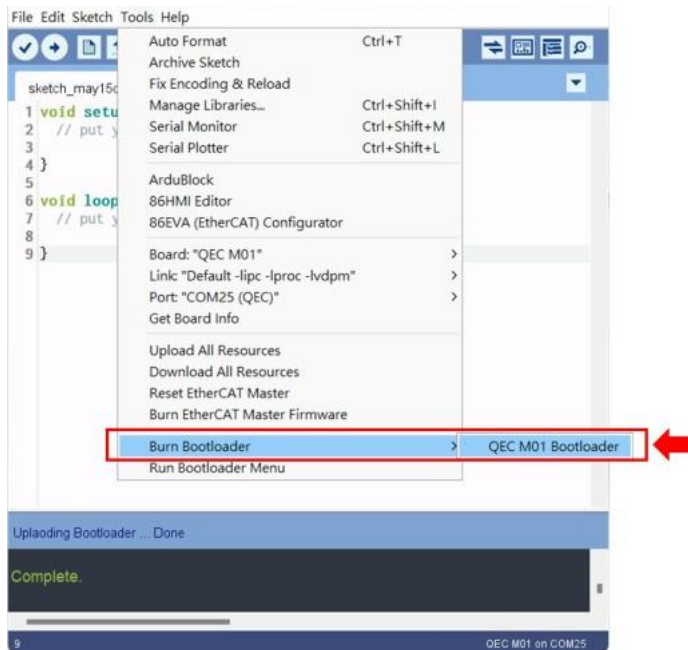 File Edit Sketch Tools Help
Auto Format Ctrl+T
Archive Sketch
Fix Encoding & Reload
Manage Libraries... Ctrl+Shift+I
Serial Monitor Ctrl+Shift+M
Serial Plotter Ctrl+Shift+L
ArduBlock
86HMI Editor
86EVA (EtherCAT) Configurator
Board: "QEC M01"
Link: "Default -lipc -lproc -lvdpm"
Port: "COM25 (QEC)"
Get Board Info
Upload All Resources
Download All Resources
Reset EtherCAT Master
Burn EtherCAT Master Firmware
Burn Bootloader
QEC M01 Bootloader
Run Bootloader Menu
sketch_may15
1 void setu
2 // put y
3
4 }
5
6 void loop
7 // put y
8
9 }
Uplaoding Bootloader ... Done
Complete.
9 QEC M01 on COM25